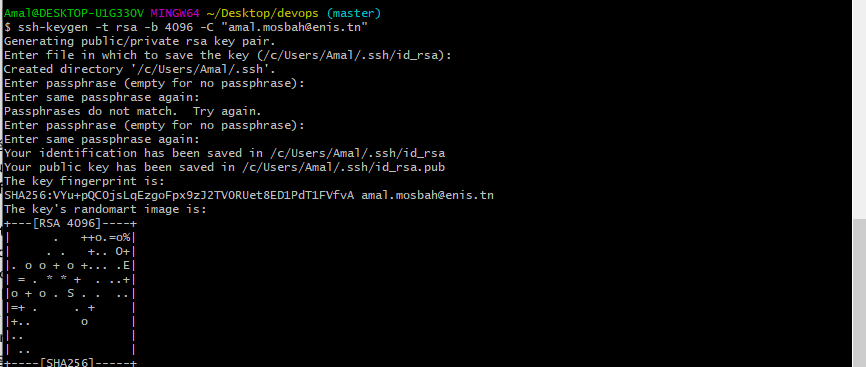 Amal@DESKTOP-U1G33OV MINGW64 ~/Desktop/devops (master)
$ ssh-keygen -t rsa -b 4096 -C "amal.mosbah@enis.tn"
Generating public/private rsa key pair.
Enter file in which to save the key (/c/Users/Amal/.ssh/id_rsa):
Created directory '/c/Users/Amal/.ssh'.
Enter passphrase (empty for no passphrase):
Enter same passphrase again:
Passphrases do not match.  Try again.
Enter passphrase (empty for no passphrase):
Enter same passphrase again:
Your identification has been saved in /c/Users/Amal/.ssh/id_rsa
Your public key has been saved in /c/Users/Amal/.ssh/id_rsa.pub
The key fingerprint is:
SHA256:VYu+pQCOjsLqEzgoFpx9zJ2TVORUet8ED1PdT1FVfvA amal.mosbah@enis.tn
The key's randomart image is:
+---[RSA 4096]----+
|      .   ++o.=o%|
|     . .   +.. O+|
|. o o + o +... .E|
| = . * * +  . ..+|
|o + o . S . .  ..|
|=+ .     . +     |
|+..       o      |
|..               |
| ..              |
+----[SHA256]-----+